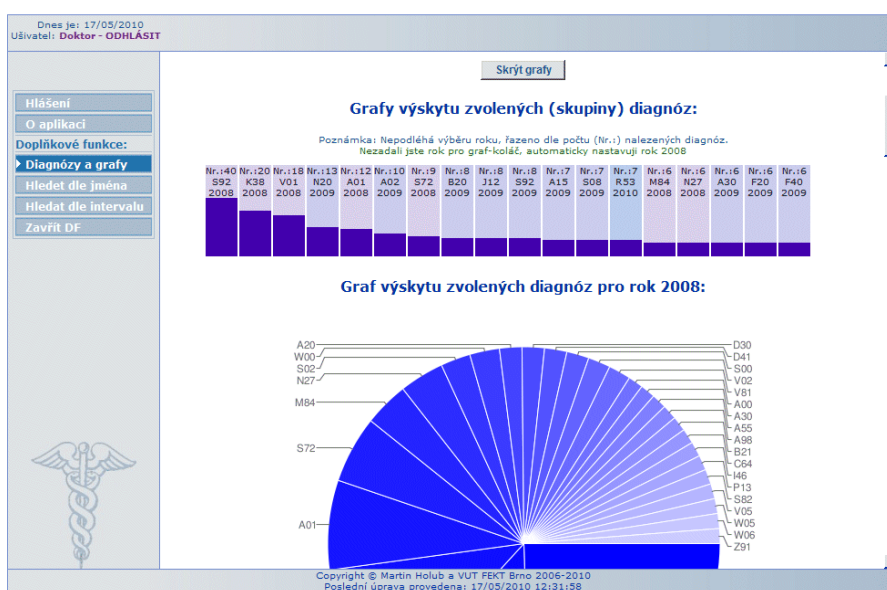 Dnes je: 17/05/2010
Uživatel: Doktor - ODHLÁSIT
Skrýt grafy
Hlášení
O aplikaci
Doplňkové funkce:
Diagnózy a grafy
Hledet dle jména
Hledat dle intervalu
Zavřít DF
Grafy výskytu zvolených (skupiny) diagnóz:
Poznámka: Nepodléhá výběru roku, řazeno dle počtu (Nr.:) nalezených diagnóz.
Nezadali jste rok pro graf-koláč, automaticky nastavuji rok 2008
Nr.:40 Nr.:20 Nr.:18 Nr.:13 Nr.:12 Nr.:10 Nr.:9 Nr.:8 Nr.:8 Nr.:8 Nr.:7 Nr.:7 Nr.:7 Nr.:6 Nr.:6 Nr.:6 Nr.:6 Nr.:6
S92 K38 V01 N20 A01 A02 S72 B20 J12 S92 A15 S08 R53 M84 N27 A30 F20 F40
2008 2008 2008 2009 2008 2009 2008 2009 2009 2009 2009 2009 2010 2008 2008 2009 2009 2009
Graf výskytu zvolených diagnóz pro rok 2008:
A20
W00
S02
N27
M84
S72
A01
D30
D41
S00
V02
V81
A00
A30
A55
A98
B21
C64
I46
P13
S82
V05
W05
W06
Z91
Copyright © Martin Holub a VUT FEKT Brno 2006-2010
Poslední úprava provedena: 17/05/2010 12:31:58